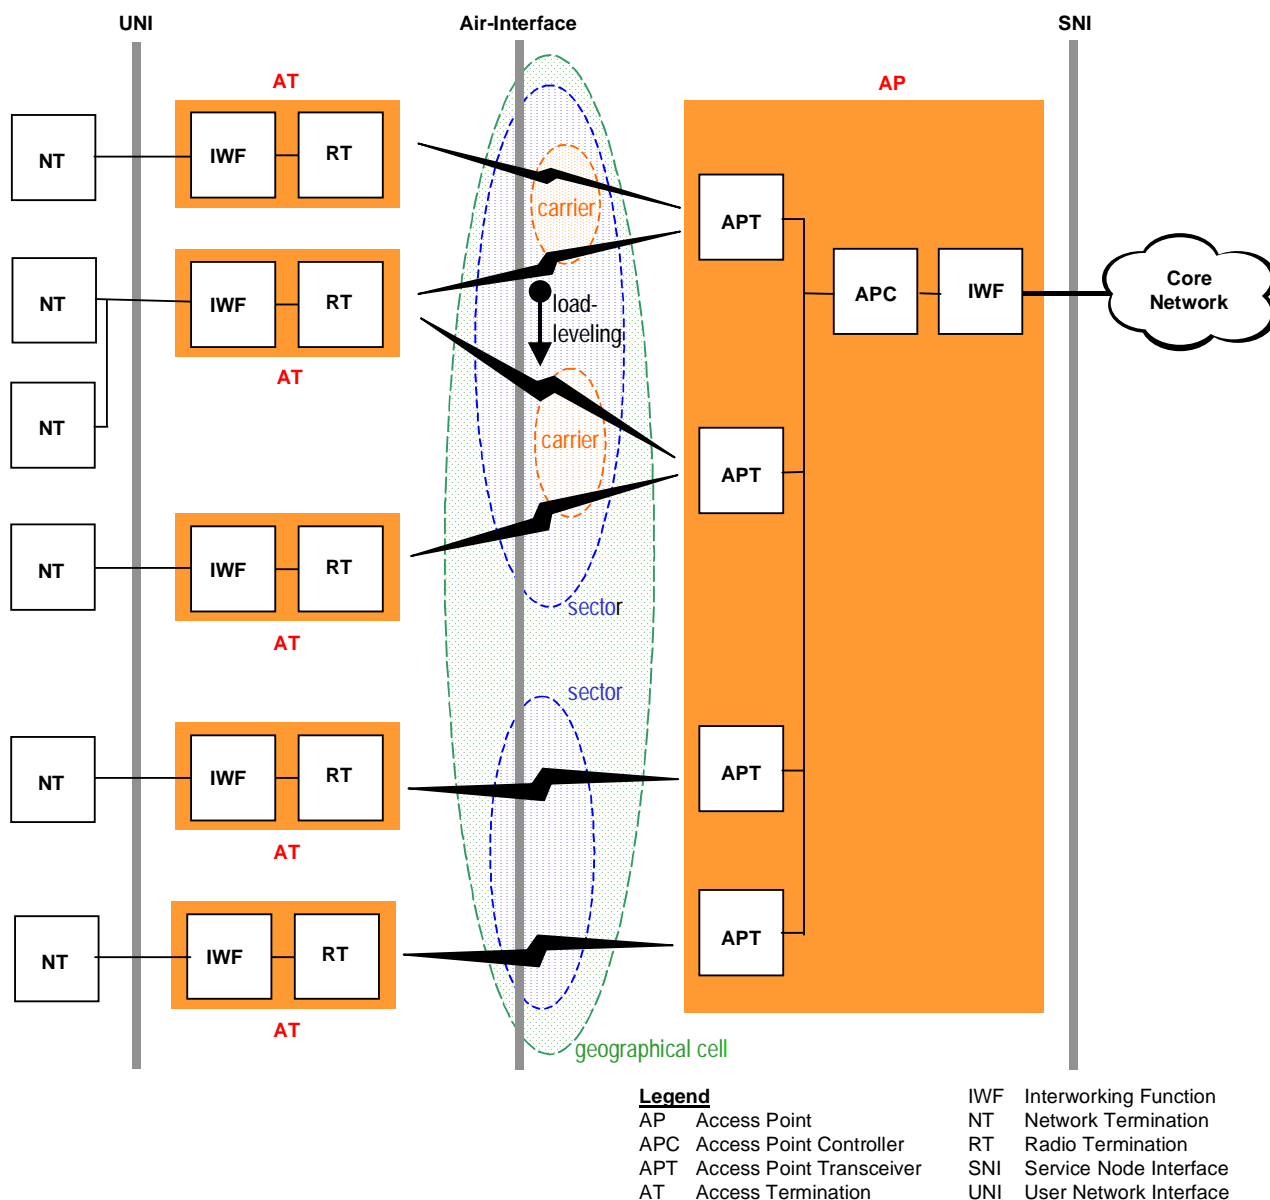 UNI
Air-Interface
SNI
AT
AP
NT
IWF
RT
carrier
APT
NT
IWF
RT
load-
leveling
APC
IWF
Core
Network
AT
NT
carrier
APT
NT
IWF
RT
sector
AT
sector
NT
IWF
RT
APT
AT
NT
IWF
RT
APT
AT
geographical cell
Legend
AP Access Point
APC Access Point Controller
APT Access Point Transceiver
AT Access Termination
IWF Interworking Function
NT Network Termination
RT Radio Termination
SNI Service Node Interface
UNI User Network Interface